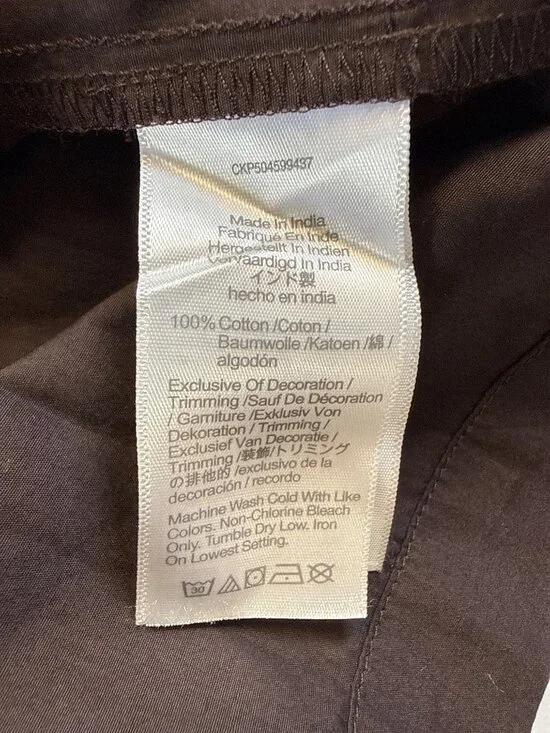 CKP504599437
Made In India
Fabriqué En Inde
Hergestellt In Indien
Vervaardigd in India
インド製
hecho en india
100% Cotton /Coton /
Baumwolle /Katoen /綿 /
algodón
Exclusive Of Decoration /
Trimming /Sauf De Décoration
/ Garniture /Exklusiv Von
Dekoration / Trimming /
Exclusief Van Decoratie /
Trimming /装飾/トリミング
の排他的 /exclusivo de la
decoración / recordo
Machine Wash Cold With Like
Colors. Non-Chlorine Bleach
Only. Tumble Dry Low. Iron
On Lowest Setting.
30